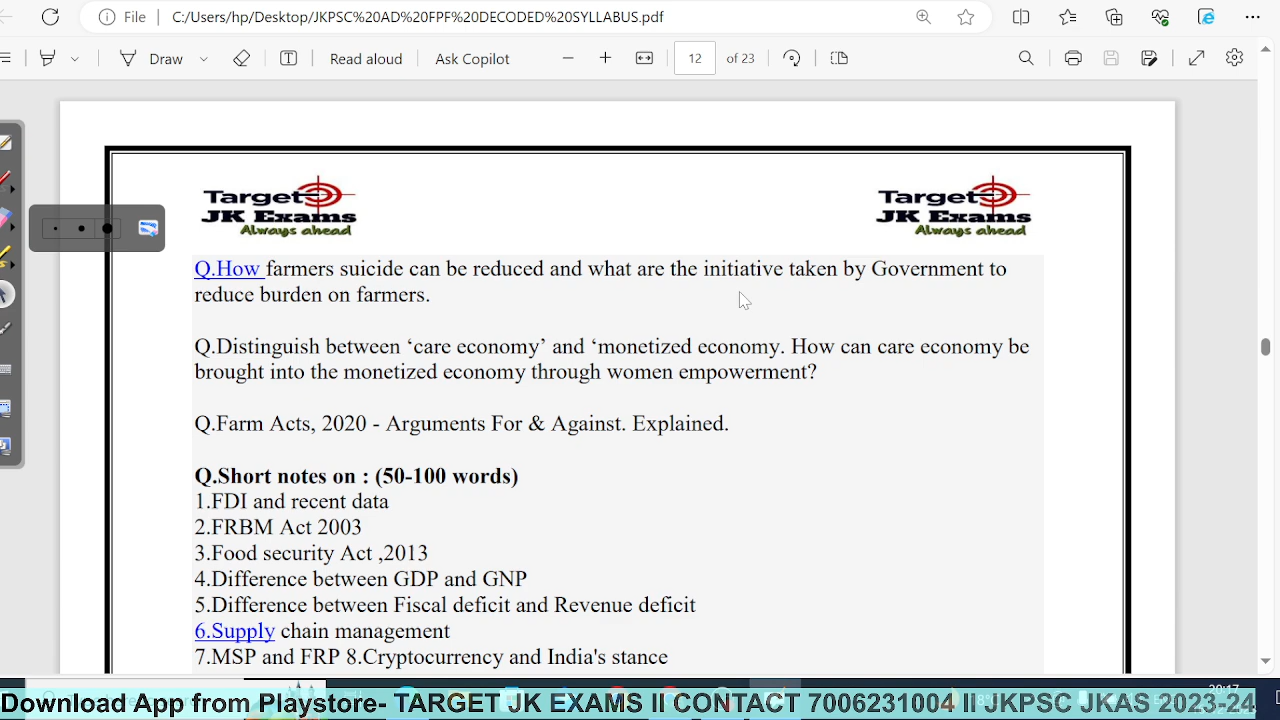 File C:/Users/hp/Desktop/JKPSC%20AD%20FPF%20DECODED%20SYLLABUS.pdf
Draw Read aloud Ask Copilot 12 of 23
Target JK Exams Always ahead
Target JK Exams Always ahead
Q.How farmers suicide can be reduced and what are the initiative taken by Government to
reduce burden on farmers.
Q.Distinguish between ‘care economy’ and ‘monetized economy. How can care economy be
brought into the monetized economy through women empowerment?
Q.Farm Acts, 2020 - Arguments For & Against. Explained.
Q.Short notes on : (50-100 words)
1.FDI and recent data
2.FRBM Act 2003
3.Food security Act ,2013
4.Difference between GDP and GNP
5.Difference between Fiscal deficit and Revenue deficit
6.Supply chain management
7.MSP and FRP 8.Cryptocurrency and India's stance
Download App from Playstore- TARGET JK EXAMS II CONTACT 7006231004 II JKPSC JKAS 2023-24